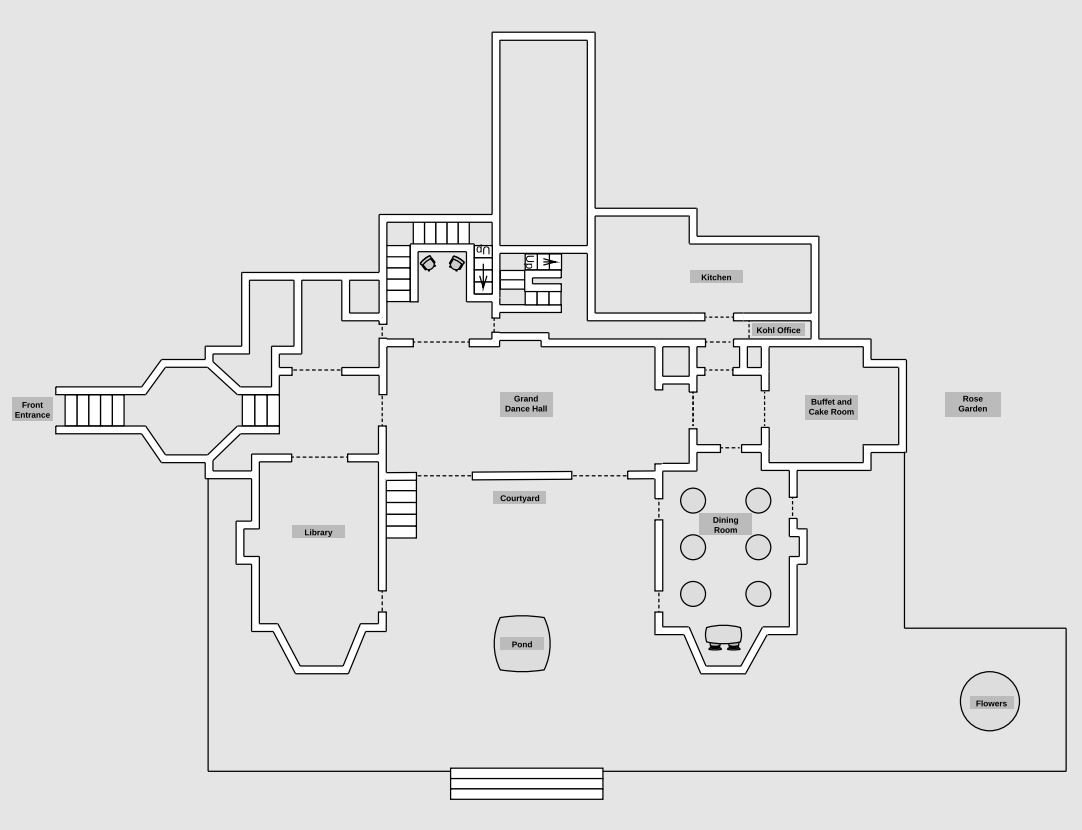 Up
Up
Kitchen
Kohl Office
Front
Entrance
Grand
Dance Hall
Buffet and
Cake Room
Rose
Garden
Courtyard
Library
Dining
Room
Pond
Flowers